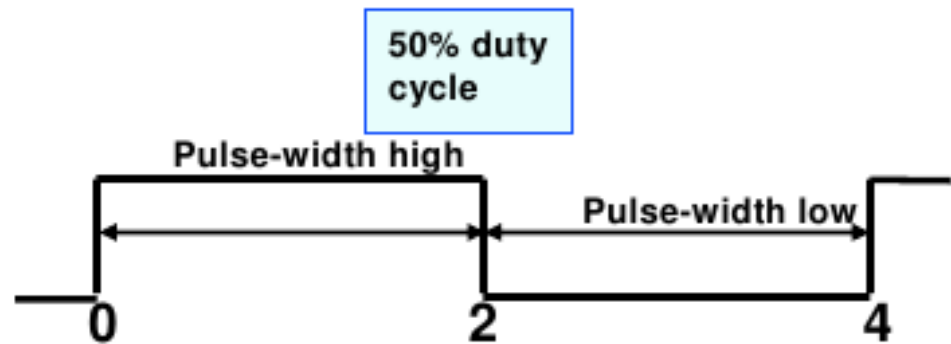 50% duty
cycle
Pulse-width high
Pulse-width low
0
2
4